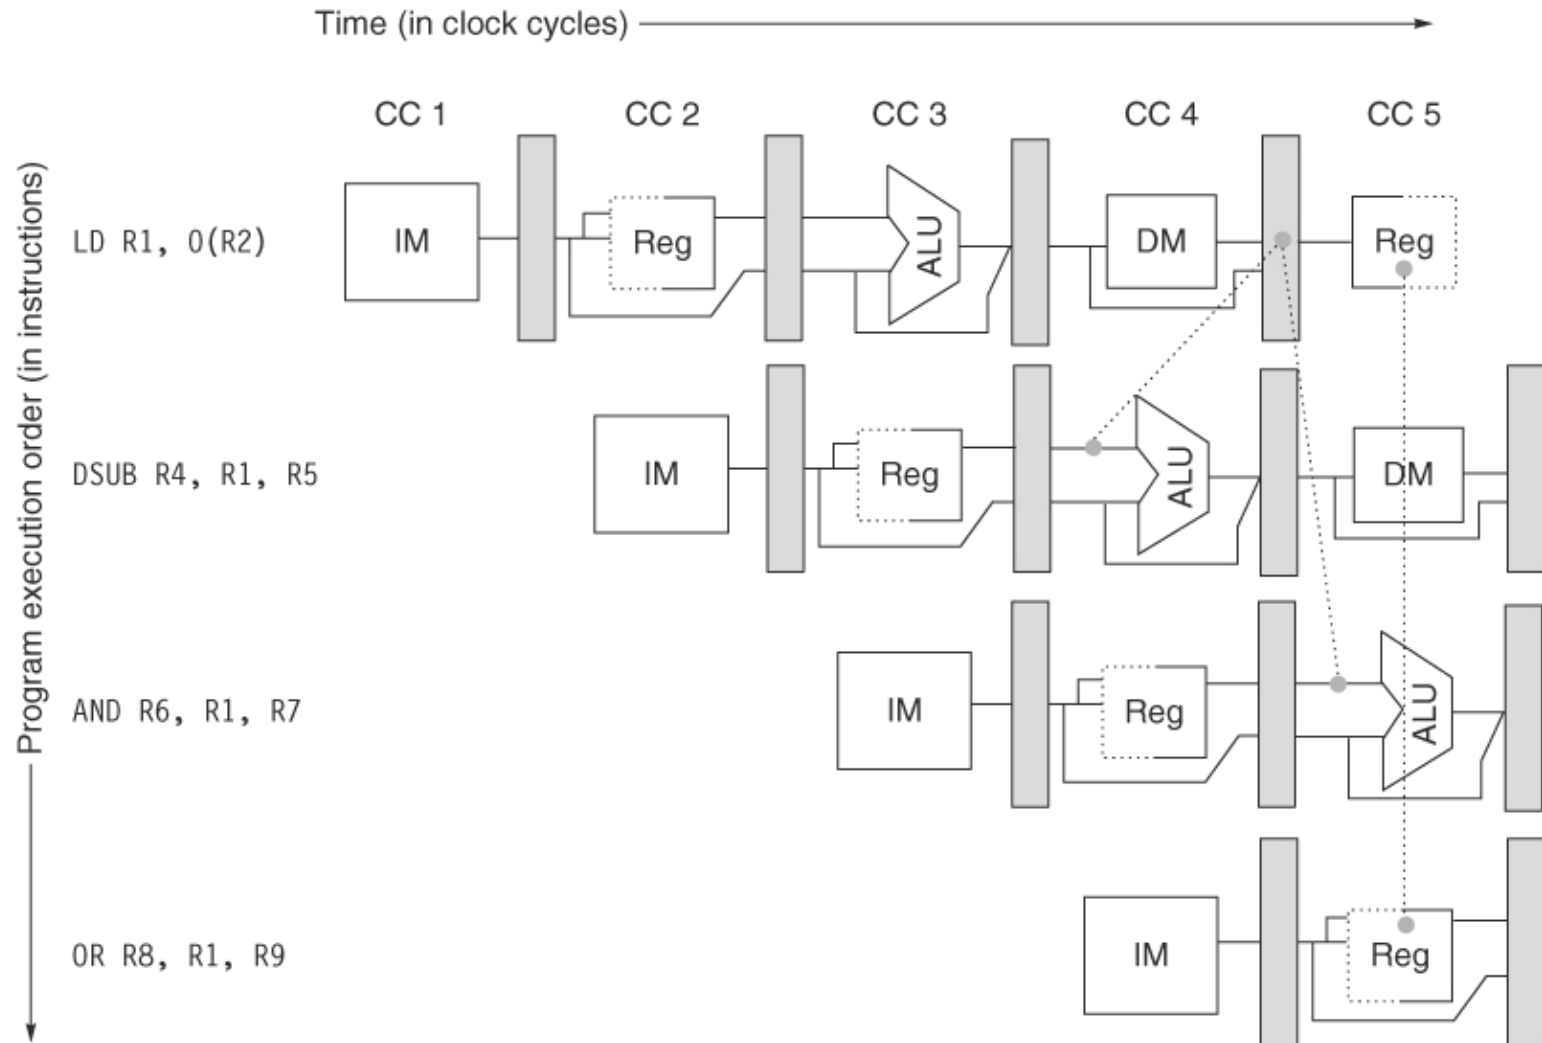 Time (in clock cycles)
CC 1 CC 2 CC 3 CC 4 CC 5
Program execution order (in instructions)
LD R1, 0(R2) IM Reg ALU DM Reg
DSUB R4, R1, R5 IM Reg ALU DM
AND R6, R1, R7 IM Reg ALU
OR R8, R1, R9 IM Reg